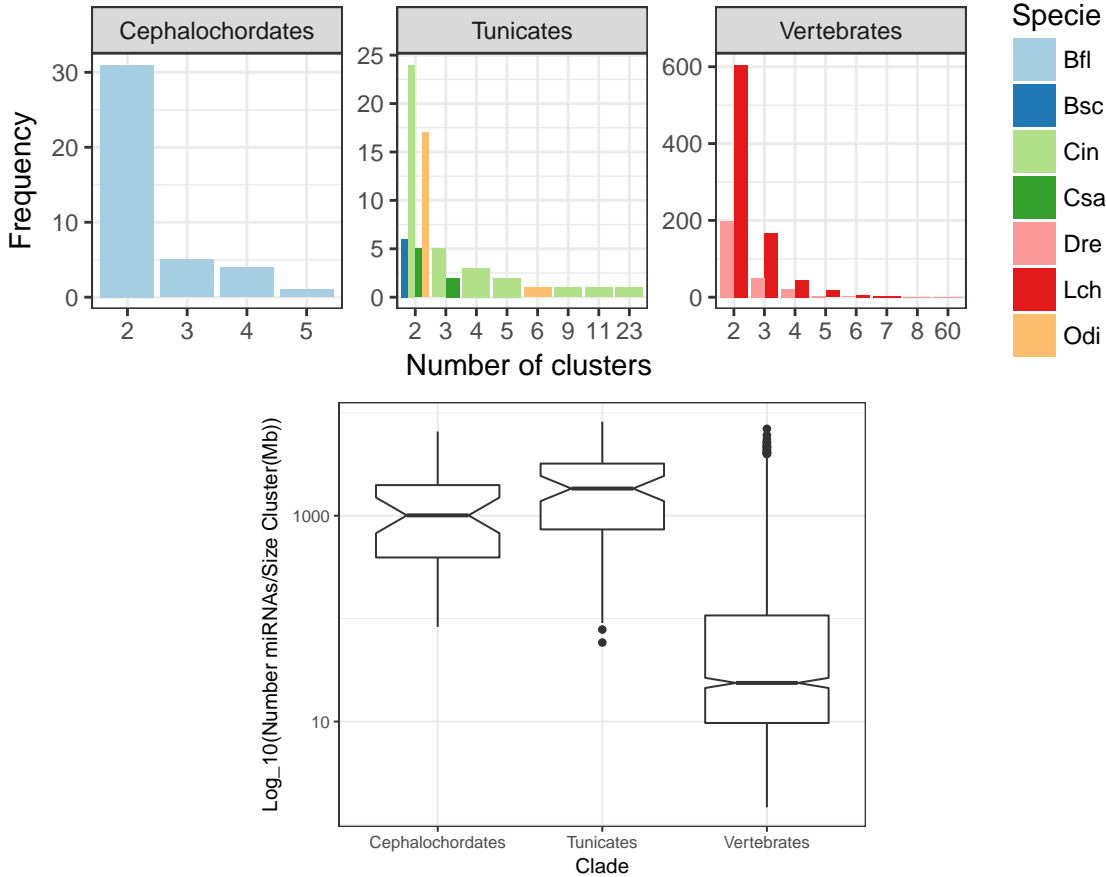 Cephalochordates Tunicates Vertebrates
Frequency
30
20
10
0
2 3 4 5
25
20
15
10
5
0
2 3 4 5 6 9 11 23
600
400
200
0
2 3 4 5 6 7 8 60
Number of clusters
Specie
Bfl
Bsc
Cin
Csa
Dre
Lch
Odi
Log_10(Number miRNAs/Size Cluster(Mb))
1000
10
Cephalochordates Tunicates Vertebrates
Clade